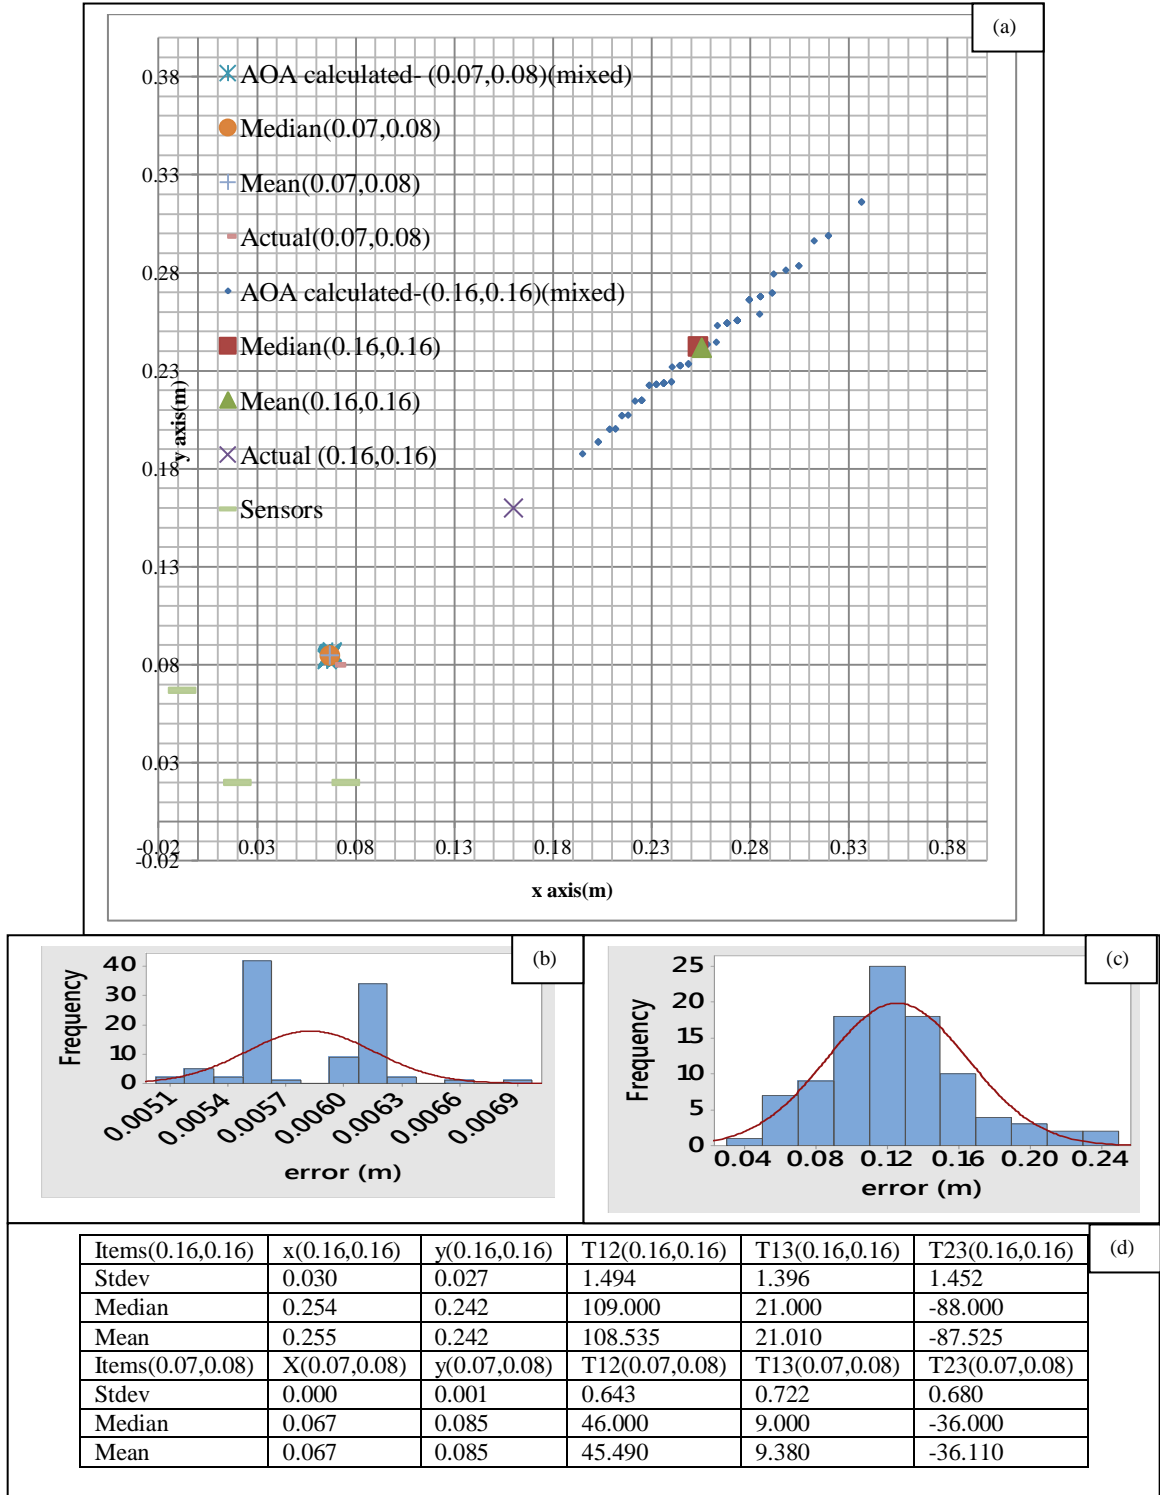 (a)
0.38
AOA calculated- (0.07,0.08)(mixed)
Median(0.07,0.08)
0.33
Mean(0.07,0.08)
Actual(0.07,0.08)
0.28
AOA calculated-(0.16,0.16)(mixed)
Median(0.16,0.16)
0.23
y axis(m)
Mean(0.16,0.16)
Actual (0.16,0.16)
0.18
Sensors
0.13
0.08
0.03
-0.02 0.03 0.08 0.13 0.18 0.23 0.28 0.33 0.38
-0.02
x axis(m)
(b)
Frequency
40
30
20
10
0
0.0051 0.0054 0.0057 0.0060 0.0063 0.0066 0.0069
error (m)
(c)
Frequency
25
20
15
10
5
0
0.04 0.08 0.12 0.16 0.20 0.24
error (m)
(d)
Items(0.16,0.16) x(0.16,0.16) y(0.16,0.16) T12(0.16,0.16) T13(0.16,0.16) T23(0.16,0.16)
Stdev 0.030 0.027 1.494 1.396 1.452
Median 0.254 0.242 109.000 21.000 -88.000
Mean 0.255 0.242 108.535 21.010 -87.525
Items(0.07,0.08) X(0.07,0.08) y(0.07,0.08) T12(0.07,0.08) T13(0.07,0.08) T23(0.07,0.08)
Stdev 0.000 0.001 0.643 0.722 0.680
Median 0.067 0.085 46.000 9.000 -36.000
Mean 0.067 0.085 45.490 9.380 -36.110